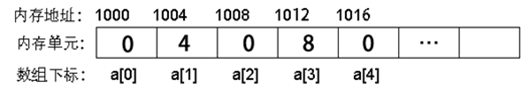 内存地址： 1000 1004 1008 1012 1016
内存单元： 0 4 0 8 0 ...
数组下标： a[0] a[1] a[2] a[3] a[4]